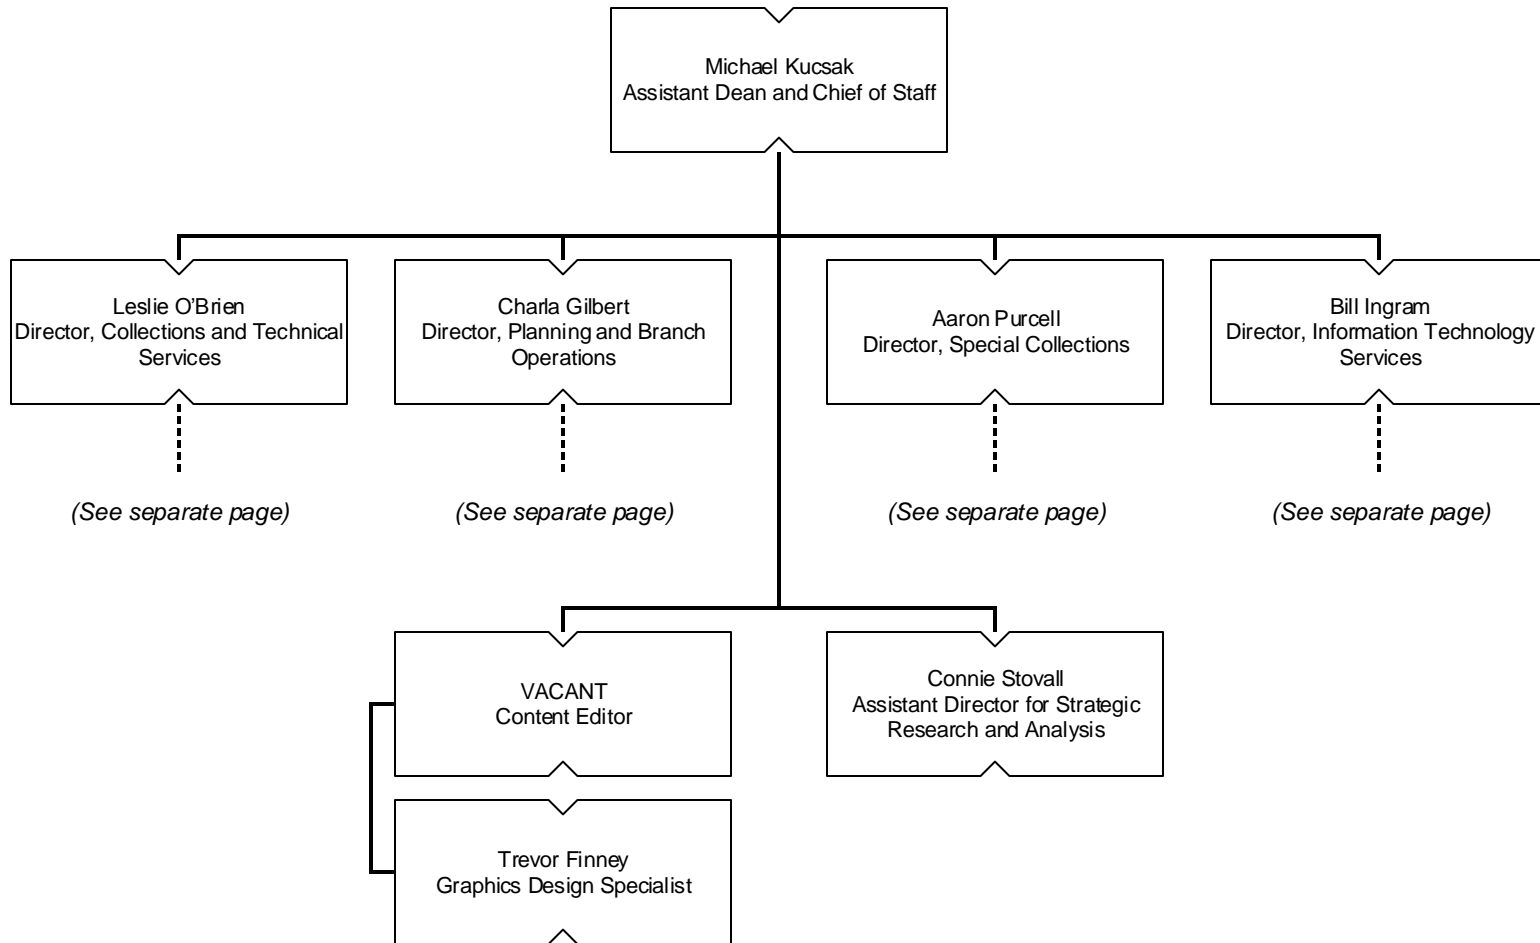 Michael Kucsak
Assistant Dean and Chief of Staff
Leslie O'Brien
Director, Collections and Technical
Services
Charla Gilbert
Director, Planning and Branch
Operations
Aaron Purcell
Director, Special Collections
Bill Ingram
Director, Information Technology
Services
(See separate page)
(See separate page)
(See separate page)
(See separate page)
VACANT
Content Editor
Connie Stovall
Assistant Director for Strategic
Research and Analysis
Trevor Finney
Graphics Design Specialist